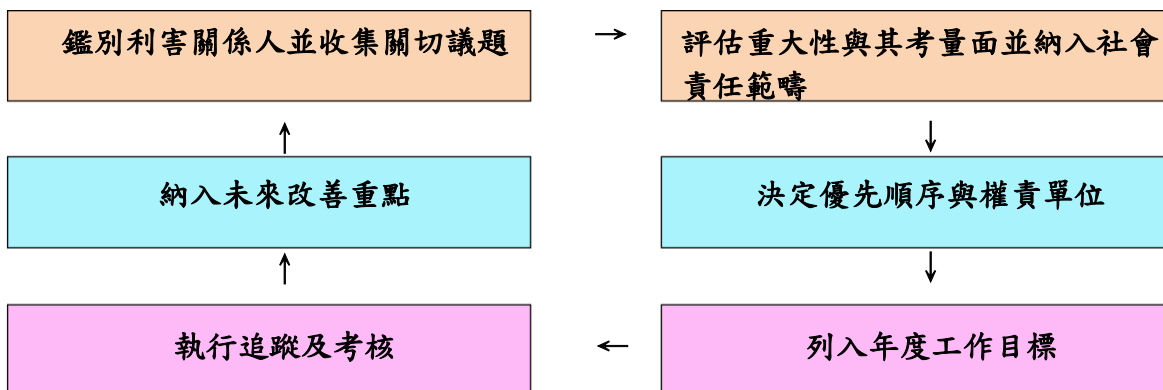 鑑別利害關係人並收集關切議題
評估重大性與其考量面並納入社會
責任範疇
納入未來改善重點
決定優先順序與權責單位
執行追蹤及考核
列入年度工作目標